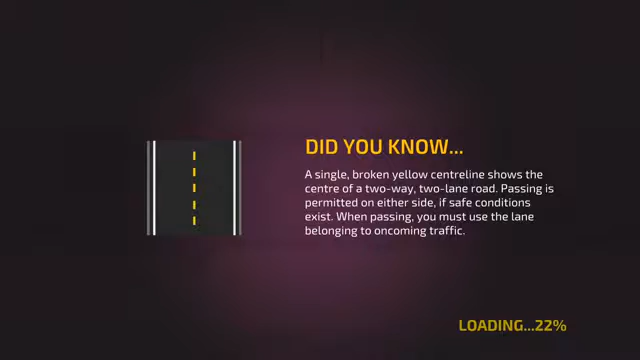 DID YOU KNOW...
A single, broken yellow centreline shows the
centre of a two-way, two-lane road. Passing is
permitted on either side, if safe conditions
exist. When passing, you must use the lane
belonging to oncoming traffic.
LOADING...22%